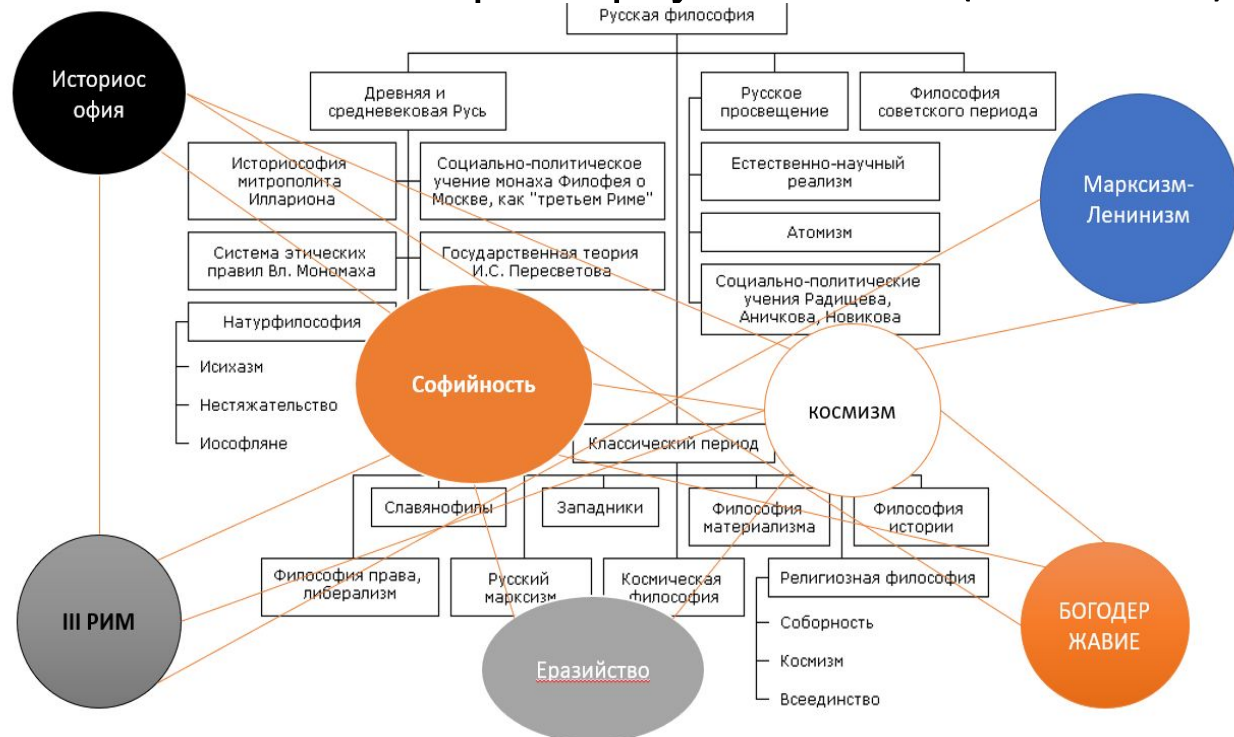 Русская философия
Историос
офия
Древняя и
средневековая Русь
Русское
просвещение
Философия
советского периода
Историософия
митрополита
Иллариона
Социально-политическое
учение монаха Филофея о
Москве, как "третьем Риме"
Естественно-научный
реализм
Марксизм-
Ленинизм
Система этических
правил Вл. Мономаха
Государственная теория
И.С. Пересветова
Атомизм
Социально-политические
учения Радищева,
Аничкова, Новикова
Натурфилософия
Исихазм
Нестяжательство
Иософляне
Софийность
космизм
Классический период
Славянофилы
Западники
Философия
материализма
Философия
истории
Философия права,
либерализм
Русский
марксизм
Космическая
философия
Религиозная философия
Соборность
Космизм
Всеединство
III РИМ
Еразийство
БОГОДЕР
ЖАВИЕ